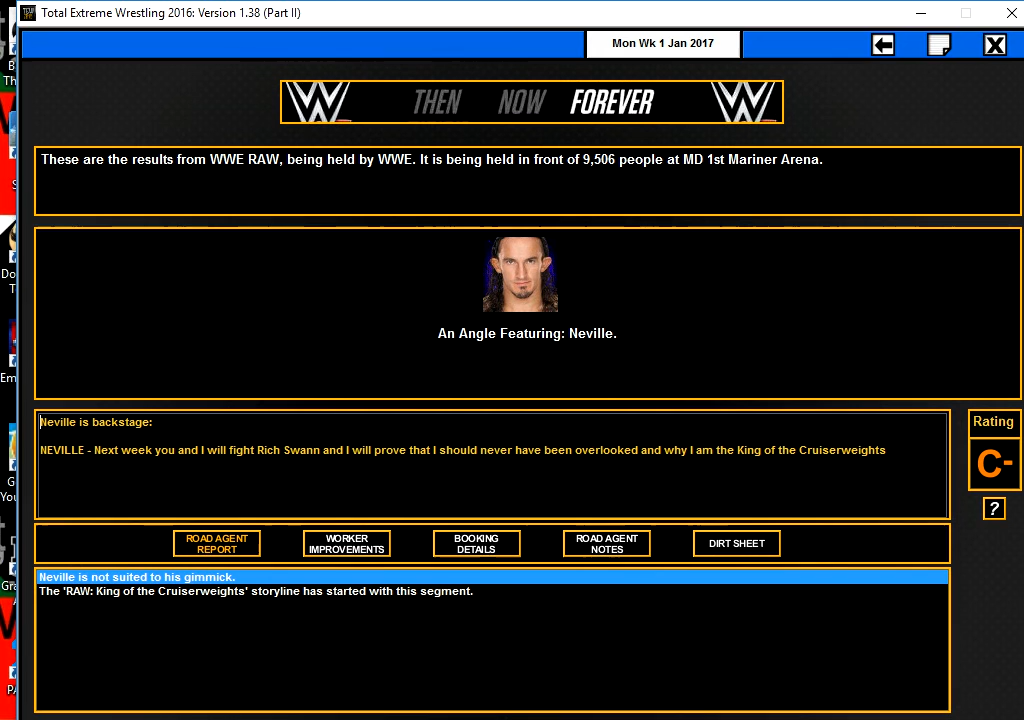 Total Extreme Wrestling 2016: Version 1.38 (Part II)
Mon Wk 1 Jan 2017
THEN NOW FOREVER
These are the results from WWE RAW, being held by WWE. It is being held in front of 9,506 people at MD 1st Mariner Arena.
An Angle Featuring: Neville.
Neville is backstage:
NEVILLE - Next week you and I will fight Rich Swann and I will prove that I should never have been overlooked and why I am the King of the Cruiserweights
Rating
C-
?
ROAD AGENT
REPORT
WORKER
IMPROVEMENTS
BOOKING
DETAILS
ROAD AGENT
NOTES
DIRT SHEET
Neville is not suited to his gimmick.
The 'RAW: King of the Cruiserweights' storyline has started with this segment.